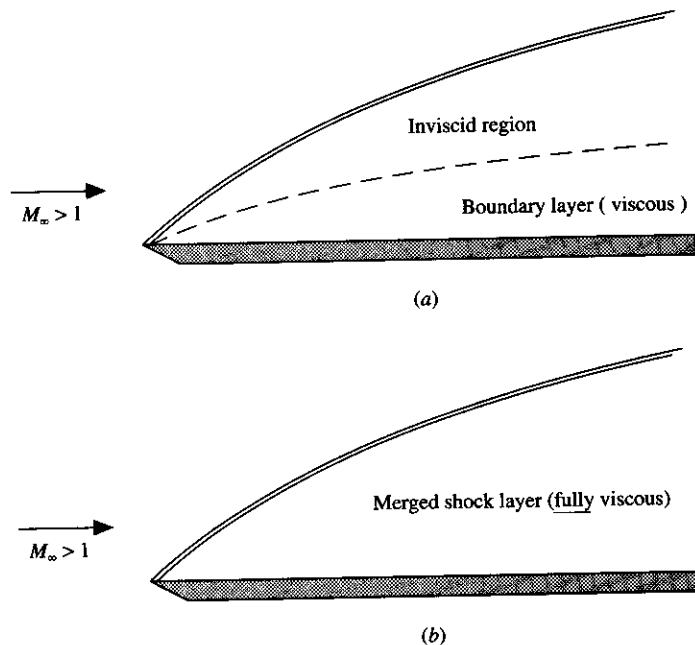 Inviscid region
M∞ > 1
Boundary layer ( viscous )
(a)
Merged shock layer (fully viscous)
M∞ > 1
(b)